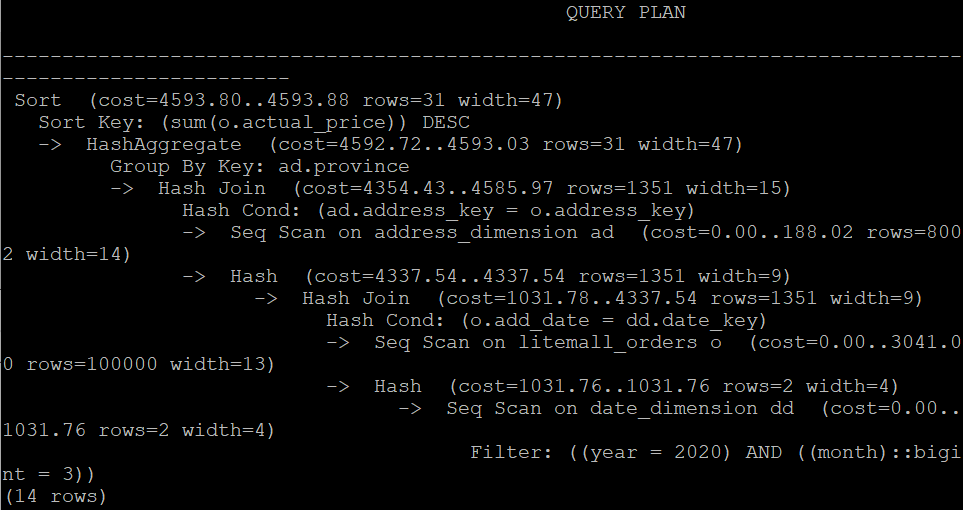 QUERY PLAN
--------------------------------------------------------------------------------
------------------------
Sort  (cost=4593.80..4593.88 rows=31 width=47)
Sort Key: (sum(o.actual_price)) DESC
->  HashAggregate  (cost=4592.72..4593.03 rows=31 width=47)
Group By Key: ad.province
->  Hash Join  (cost=4354.43..4585.97 rows=1351 width=15)
Hash Cond: (ad.address_key = o.address_key)
->  Seq Scan on address_dimension ad  (cost=0.00..188.02 rows=800
2 width=14)
->  Hash  (cost=4337.54..4337.54 rows=1351 width=9)
->  Hash Join  (cost=1031.78..4337.54 rows=1351 width=9)
Hash Cond: (o.add_date = dd.date_key)
->  Seq Scan on litemall_orders o  (cost=0.00..3041.0
0 rows=100000 width=13)
->  Hash  (cost=1031.76..1031.76 rows=2 width=4)
->  Seq Scan on date_dimension dd  (cost=0.00..
1031.76 rows=2 width=4)
Filter: ((year = 2020) AND ((month)::bigi
nt = 3))
(14 rows)